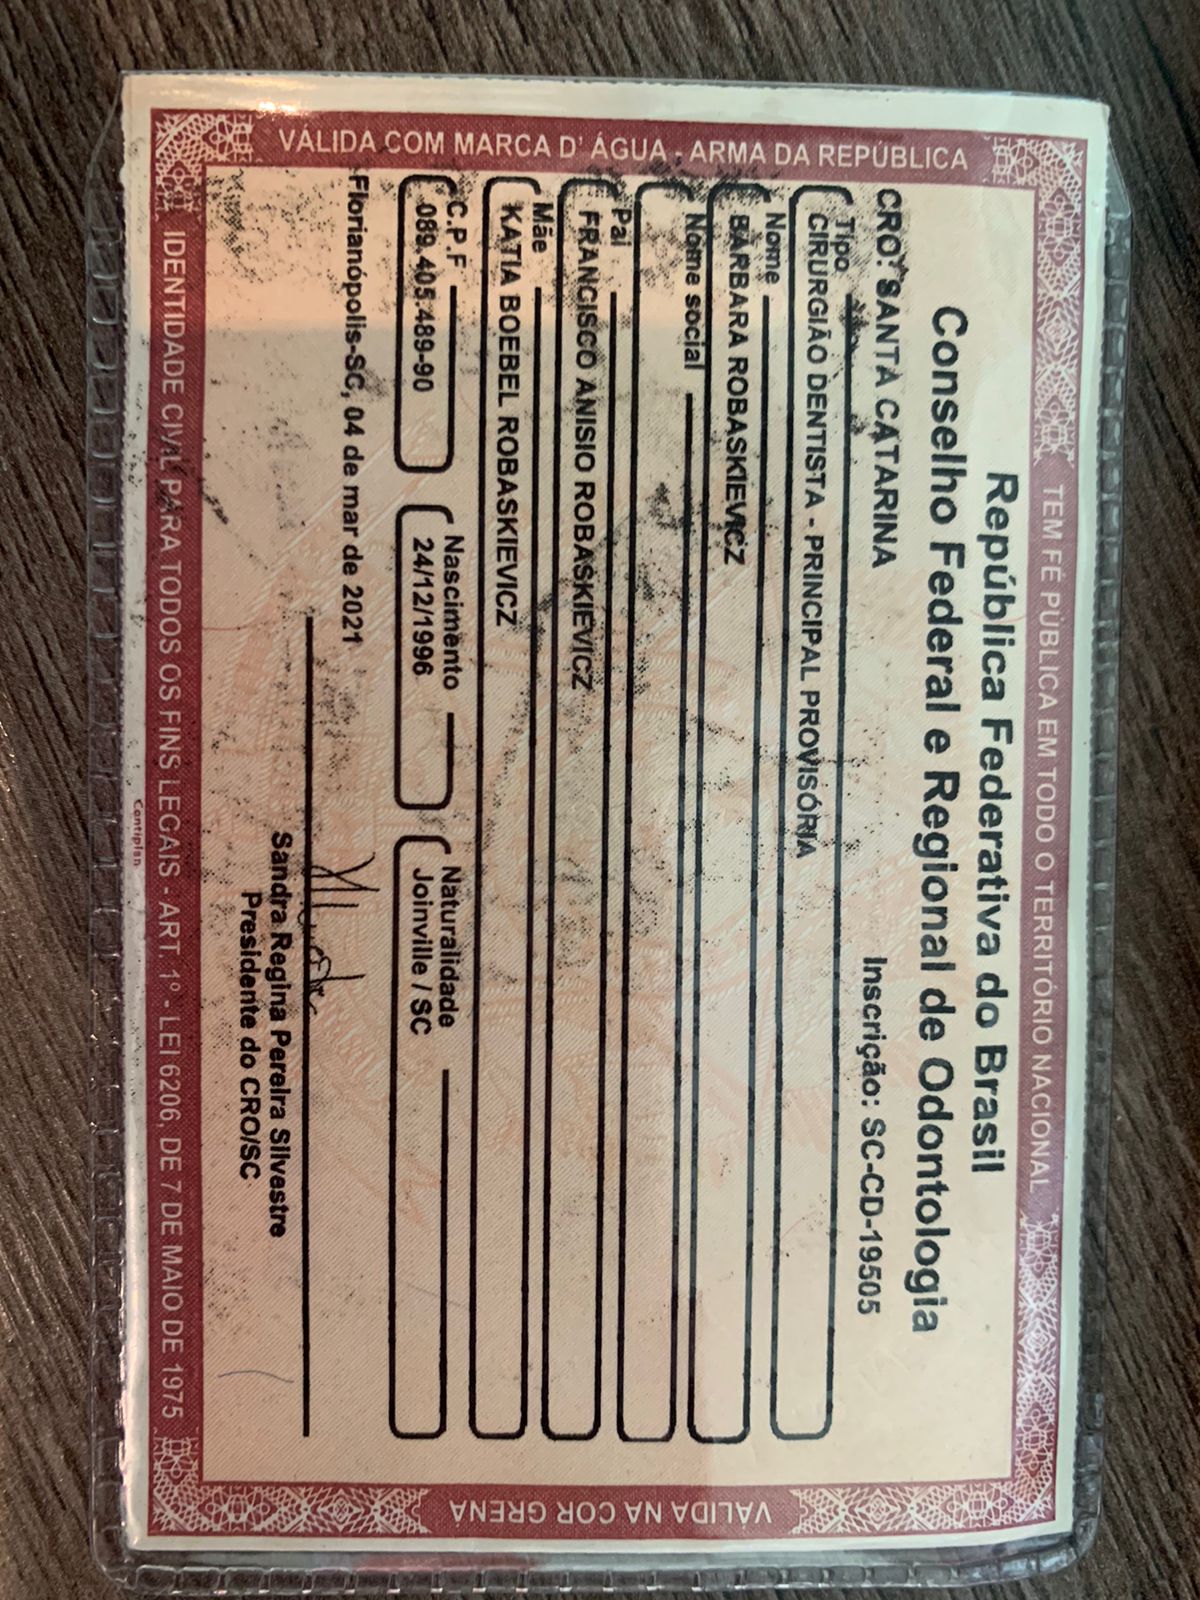 TEM FÉ PÚBLICA EM TODO O TERRITÓRIO NACIONAL
VÁLIDA COM MARCA D' ÁGUA - ARMA DA REPÚBLICA
República Federativa do Brasil
Conselho Federal e Regional de Odontologia
CRO: SANTA CATARINA Inscrição: SC-CD-19505
Tipo
CIRURGIÃO DENTISTA - PRINCIPAL PROVISÓRIA
Nome
BÁRBARA ROBASKIEVICZ
Nome social
Pai
FRANCISCO ANISIO ROBASKIEVICZ
Mãe
KATIA BOEBEL ROBASKIEVICZ
C.P.F Nascimento Naturalidade
089.405.489-90 24/12/1996 Joinville / SC
Florianópolis-SC, 04 de mar de 2021
Sandra Regina Pereira Silvestre
Presidente do CRO/SC
VÁLIDA NA COR GRENÁ
IDENTIDADE CIVAL PARA TODOS OS FINS LEGAIS - ART. 1º - LEI 6206, DE 7 DE MAIO DE 1975
Contiplan